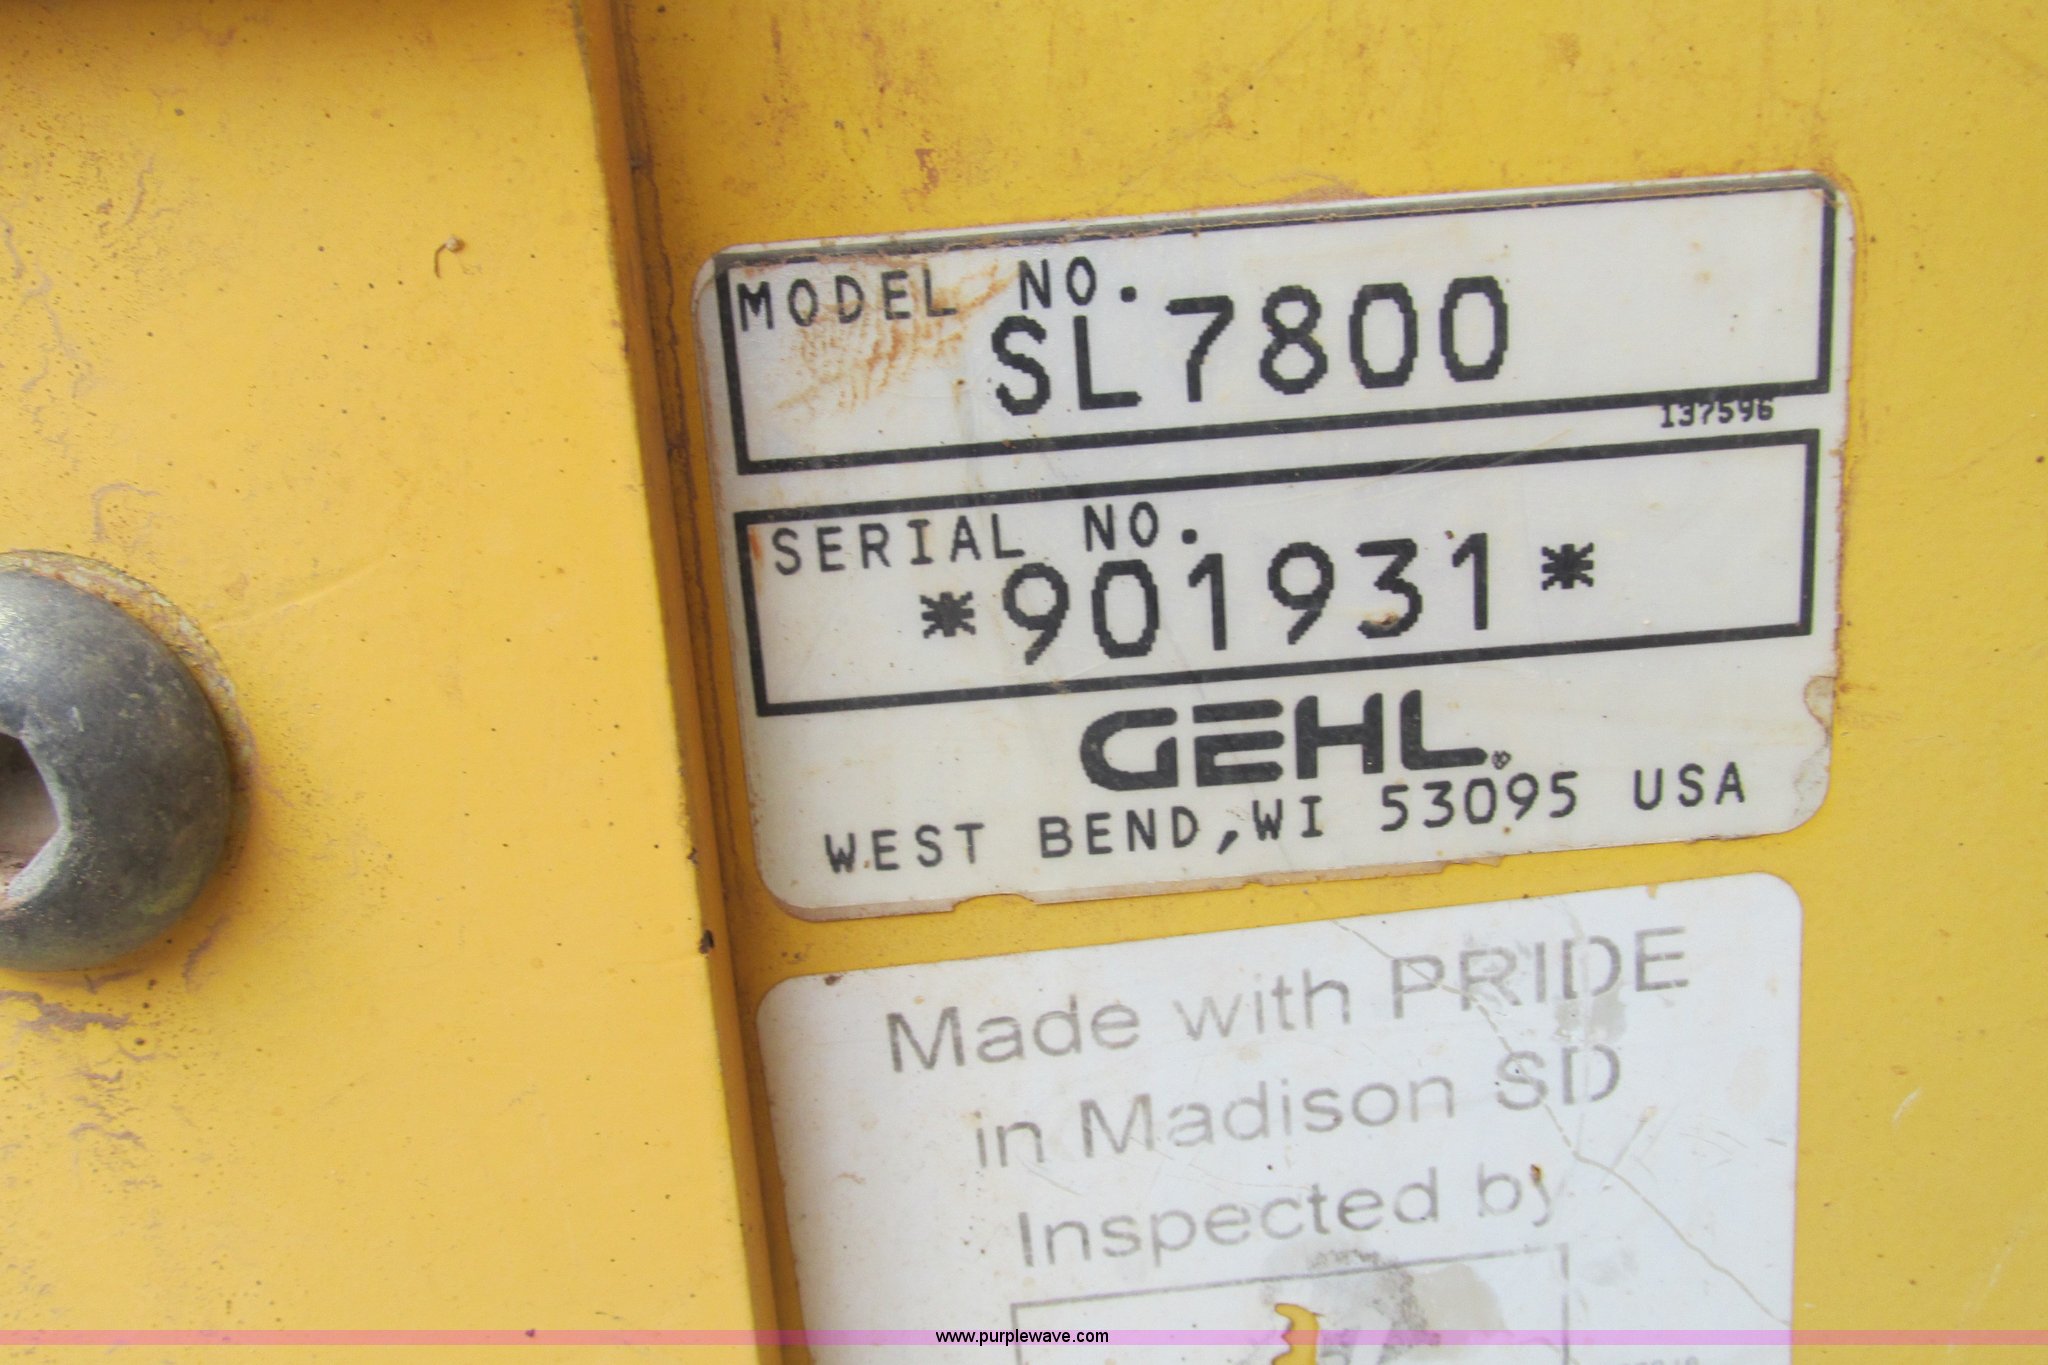 MODEL NO.
SL7800
137596
SERIAL NO.
*901931*
GEHL®
WEST BEND, WI 53095 USA
Made with PRIDE
in Madison SD
Inspected by
www.purplewave.com